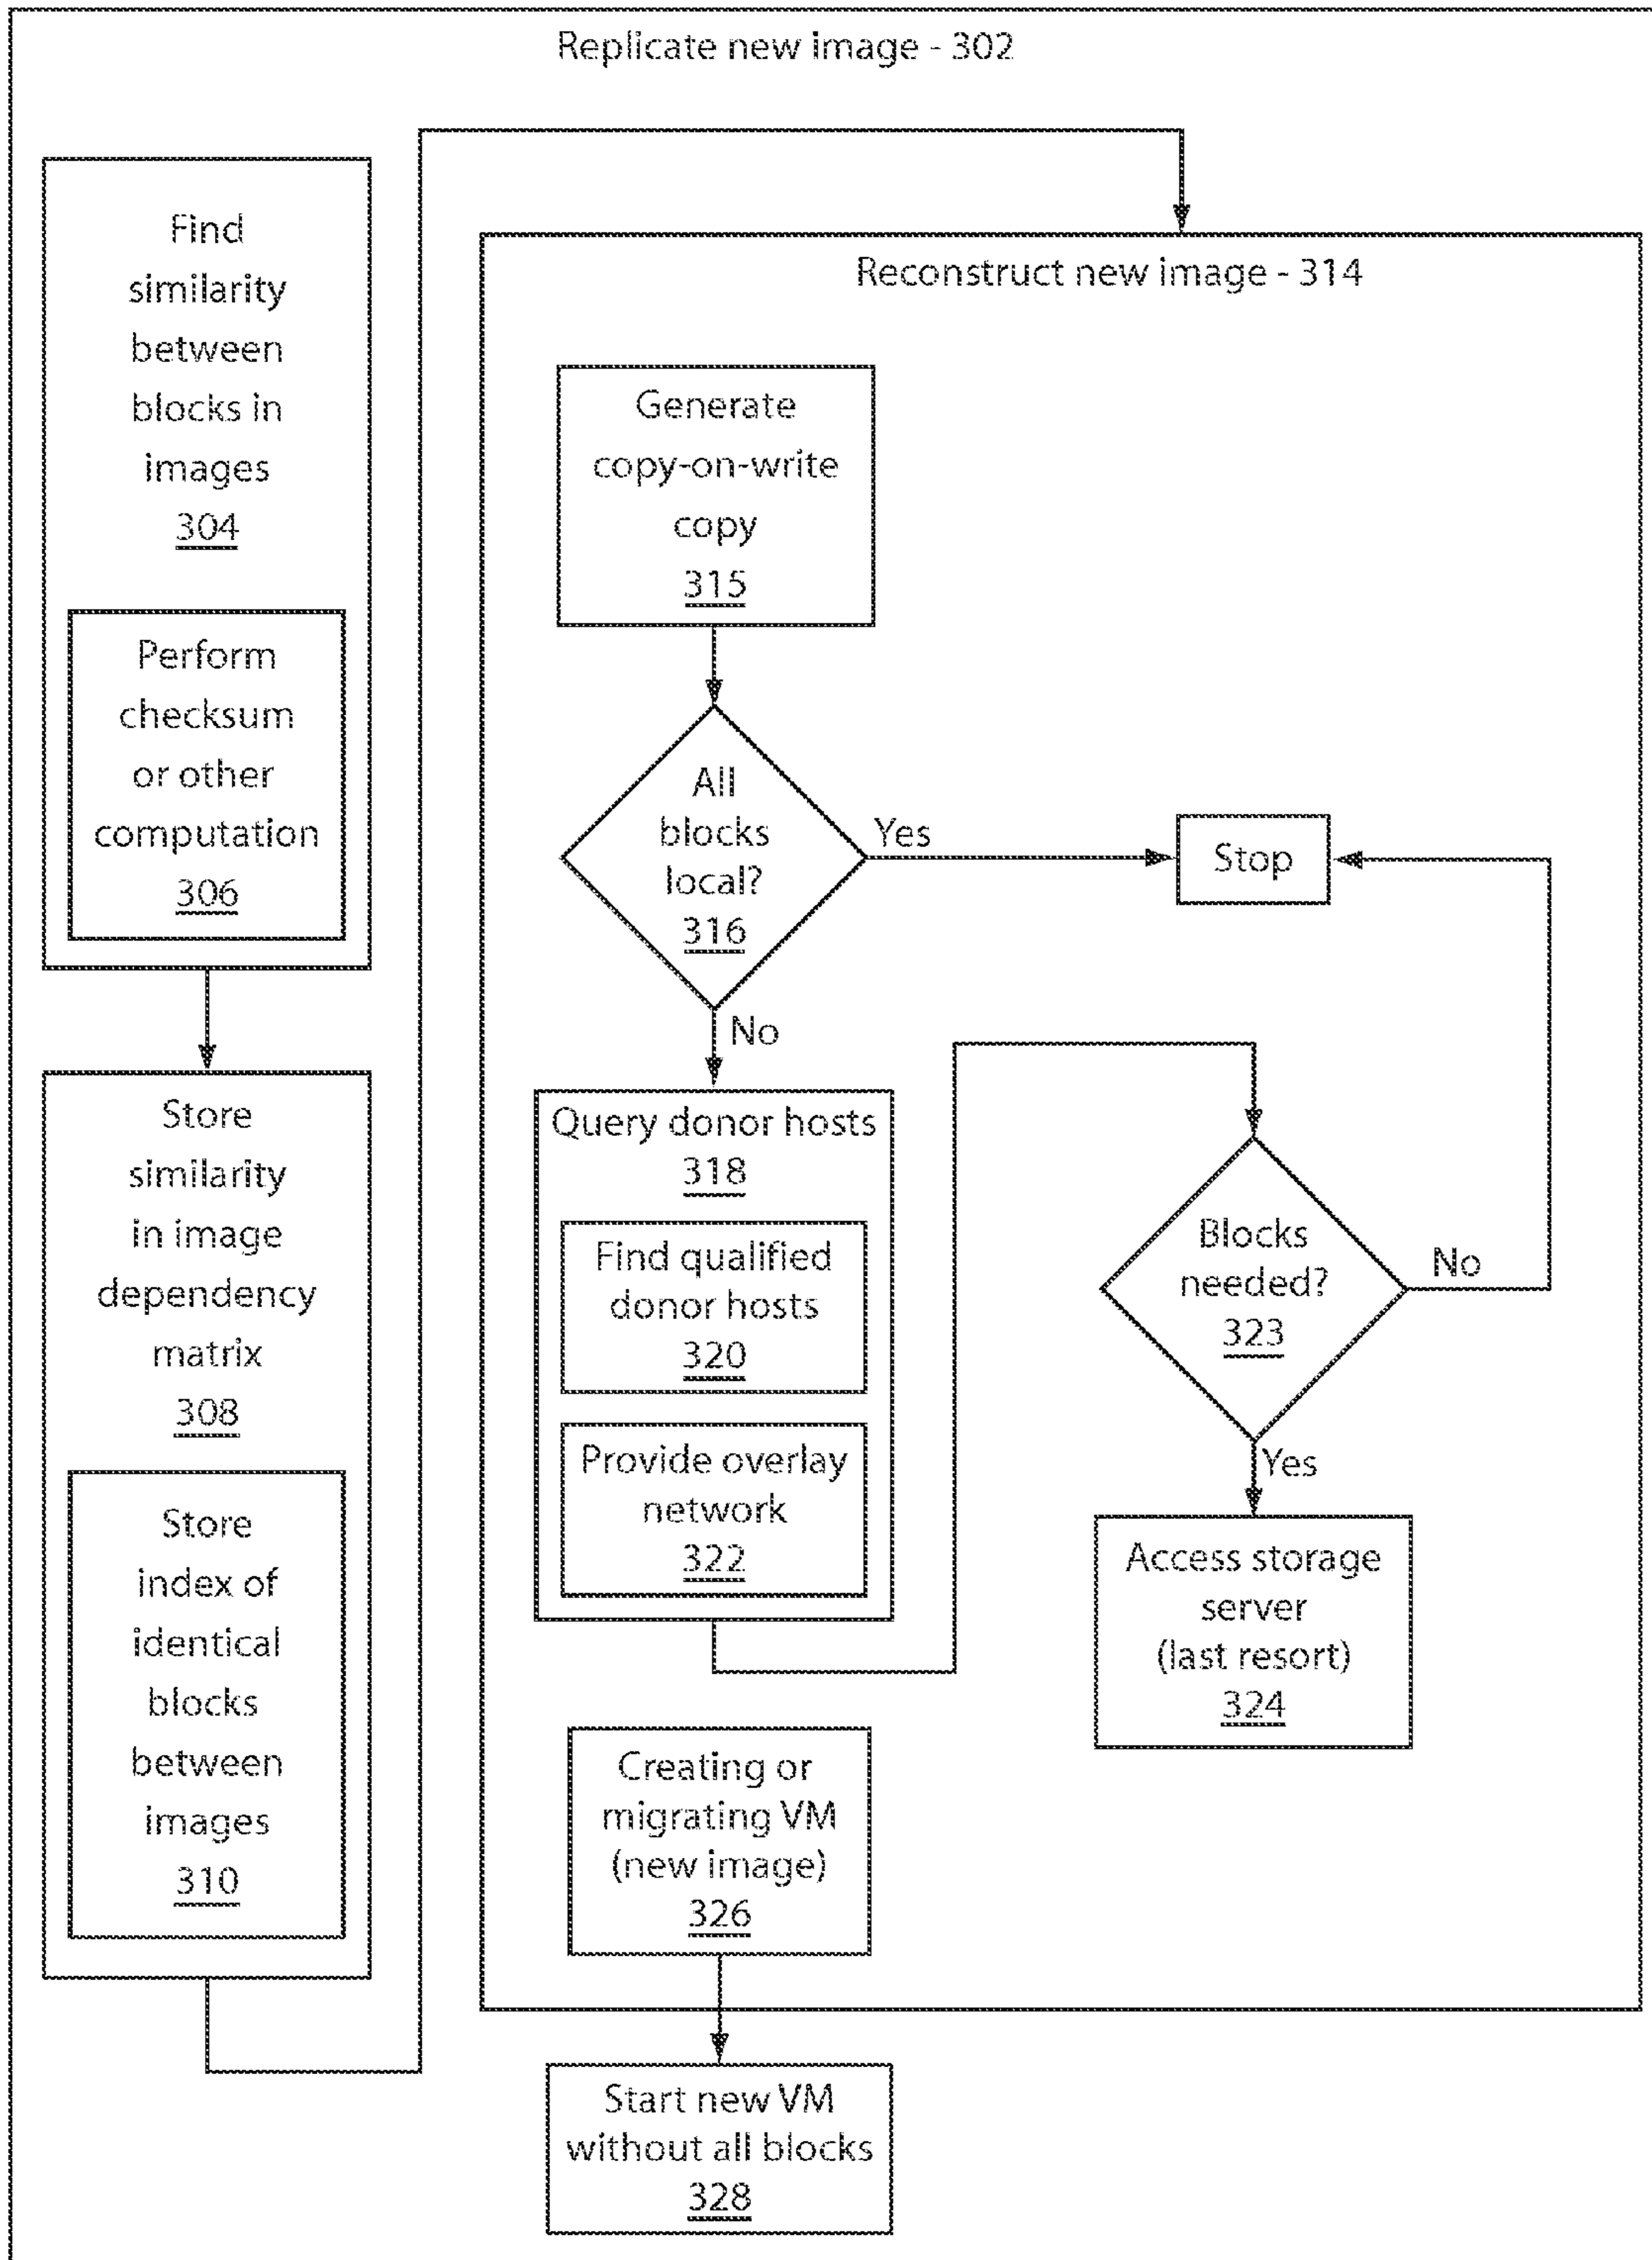 Replicate new image - 302
Find
similarity
between
blocks in
images
304
Perform
checksum
or other
computation
306
Store
similarity
in image
dependency
matrix
308
Store
index of
identical
blocks
between
images
310
Reconstruct new image - 314
Generate
copy-on-write
copy
315
All
blocks
local?
316
Yes
Stop
No
Query donor hosts
318
Find qualified
donor hosts
320
Provide overlay
network
322
Blocks
needed?
323
No
Yes
Access storage
server
(last resort)
324
Creating or
migrating VM
(new image)
326
Start new VM
without all blocks
328